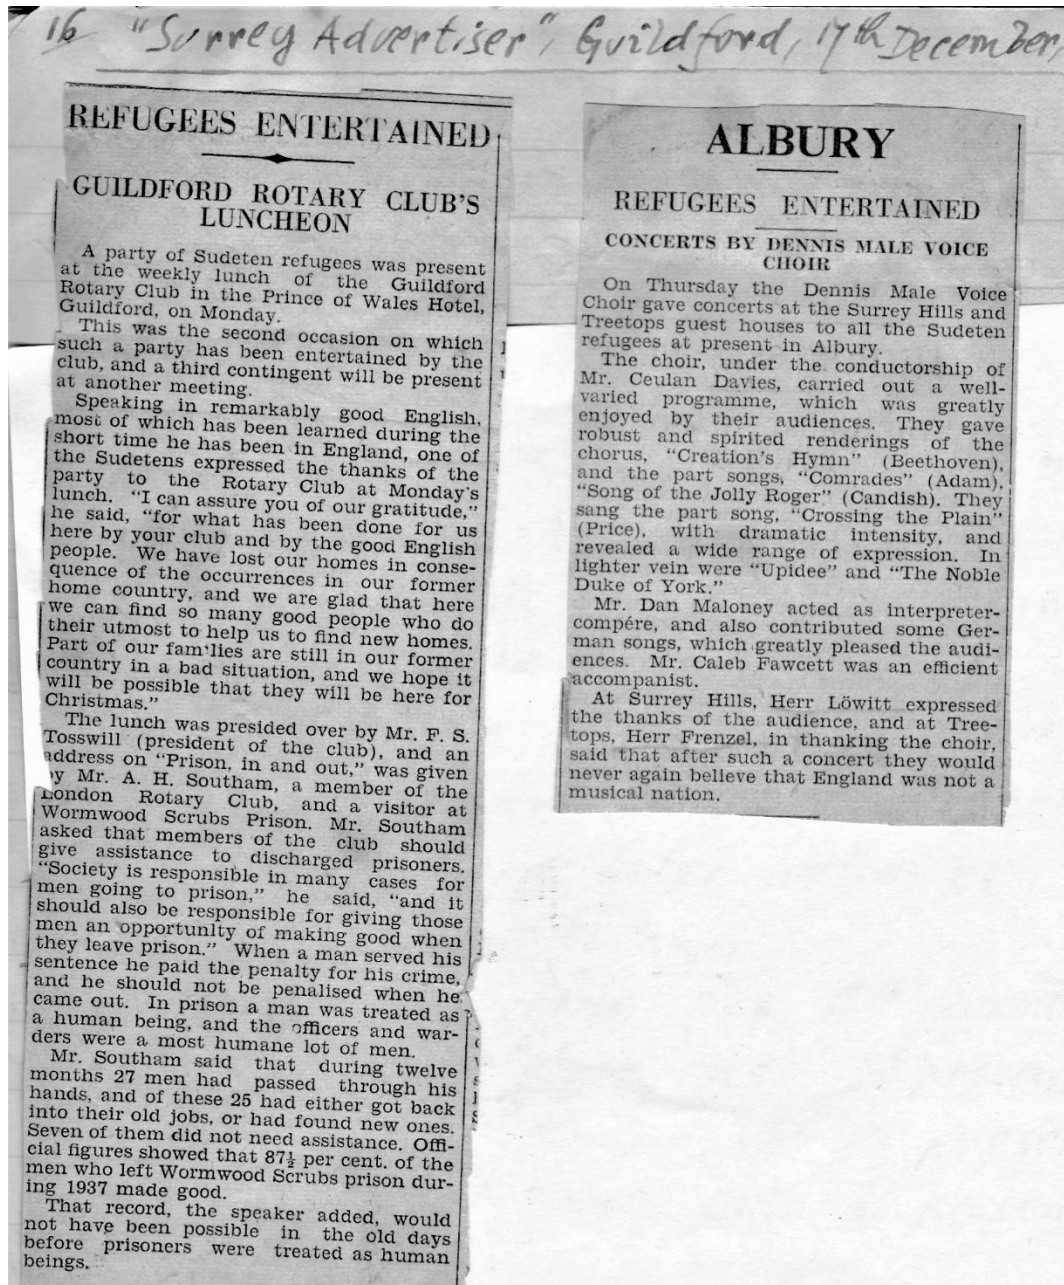 16 "Surrey Advertiser", Guildford, 17th December,
REFUGEES ENTERTAINED
GUILDFORD ROTARY CLUB'S
LUNCHEON
A party of Sudeten refugees was present
at the weekly lunch of the Guildford
Rotary Club in the Prince of Wales Hotel,
Guildford, on Monday.
This was the second occasion on which
such a party has been entertained by the
club, and a third contingent will be present
at another meeting.
Speaking in remarkably good English,
most of which has been learned during the
short time he has been in England, one of
the Sudetens expressed the thanks of the
party to the Rotary Club at Monday's
lunch. "I can assure you of our gratitude,"
he said, "for what has been done for us
here by your club and by the good English
people. We have lost our homes in conse-
quence of the occurrences in our former
home country, and we are glad that here
we can find so many good people who do
their utmost to help us to find new homes.
Part of our families are still in our former
country in a bad situation, and we hope it
will be possible that they will be here for
Christmas."
The lunch was presided over by Mr. F. S.
Tosswill (president of the club), and an
address on "Prison, in and out," was given
by Mr. A. H. Southam, a member of the
London Rotary Club, and a visitor at
Wormwood Scrubs Prison. Mr. Southam
asked that members of the club should
give assistance to discharged prisoners.
"Society is responsible in many cases for
men going to prison," he said, "and it
should also be responsible for giving those
men an opportunity of making good when
they leave prison." When a man served his
sentence he paid the penalty for his crime,
and he should not be penalised when he
came out. In prison a man was treated as
a human being, and the officers and war-
ders were a most humane lot of men.
Mr. Southam said that during twelve
months 27 men had passed through his
hands, and of these 25 had either got back
into their old jobs, or had found new ones.
Seven of them did not need assistance. Offi-
cial figures showed that 87½ per cent. of the
men who left Wormwood Scrubs prison dur-
ing 1937 made good.
That record, the speaker added, would
not have been possible in the old days
before prisoners were treated as human
beings.
ALBURY
REFUGEES ENTERTAINED
CONCERTS BY DENNIS MALE VOICE
CHOIR
On Thursday the Dennis Male Voice
Choir gave concerts at the Surrey Hills and
Treetops guest houses to all the Sudeten
refugees at present in Albury.
The choir, under the conductorship of
Mr. Ceulan Davies, carried out a well-
varied programme, which was greatly
enjoyed by their audiences. They gave
robust and spirited renderings of the
chorus, "Creation's Hymn" (Beethoven),
and the part songs, "Comrades" (Adam),
"Song of the Jolly Roger" (Candish). They
sang the part song, "Crossing the Plain"
(Price), with dramatic intensity, and
revealed a wide range of expression. In
lighter vein were "Upidee" and "The Noble
Duke of York."
Mr. Dan Maloney acted as interpreter-
compére, and also contributed some Ger-
man songs, which greatly pleased the audi-
ences. Mr. Caleb Fawcett was an efficient
accompanist.
At Surrey Hills, Herr Löwitt expressed
the thanks of the audience, and at Tree-
tops, Herr Frenzel, in thanking the choir,
said that after such a concert they would
never again believe that England was not a
musical nation.